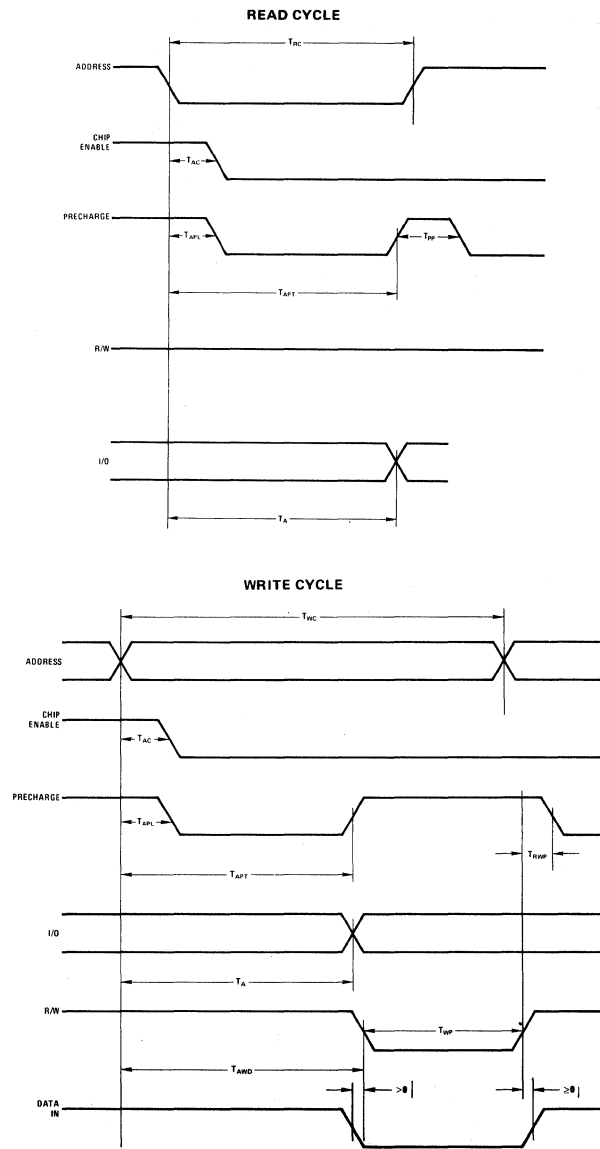 READ CYCLE
TRC
ADDRESS
CHIP
ENABLE
TAC
PRECHARGE
TAPL
TPP
TAPT
R/W
I/O
TA
WRITE CYCLE
TWC
ADDRESS
CHIP
ENABLE
TAC
PRECHARGE
TAPL
TRWP
TAPT
I/O
TA
R/W
TWP
TAWD
>0
≥0
DATA
IN